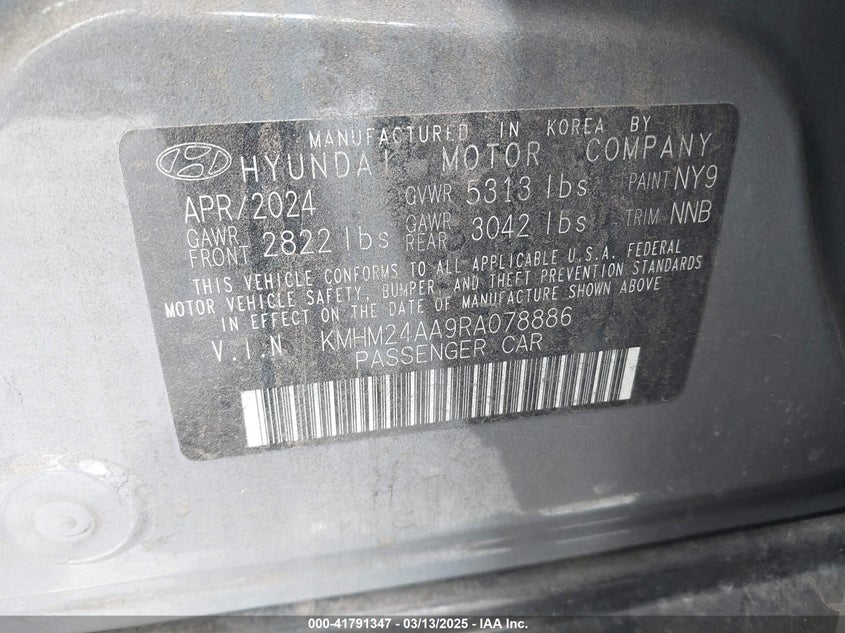 MANUFACTURED IN KOREA BY
HYUNDAI MOTOR COMPANY
APR/2024 GVWR 5313 lbs PAINT NY9
GAWR FRONT 2822 lbs GAWR REAR 3042 lbs TRIM NNB
THIS VEHICLE CONFORMS TO ALL APPLICABLE U.S.A. FEDERAL
MOTOR VEHICLE SAFETY, BUMPER, AND THEFT PREVENTION STANDARDS
IN EFFECT ON THE DATE OF MANUFACTURE SHOWN ABOVE
V.I.N KMHM24AA9RA078886
PASSENGER CAR
000-41791347 / 03/13/2025 / IAA Inc.